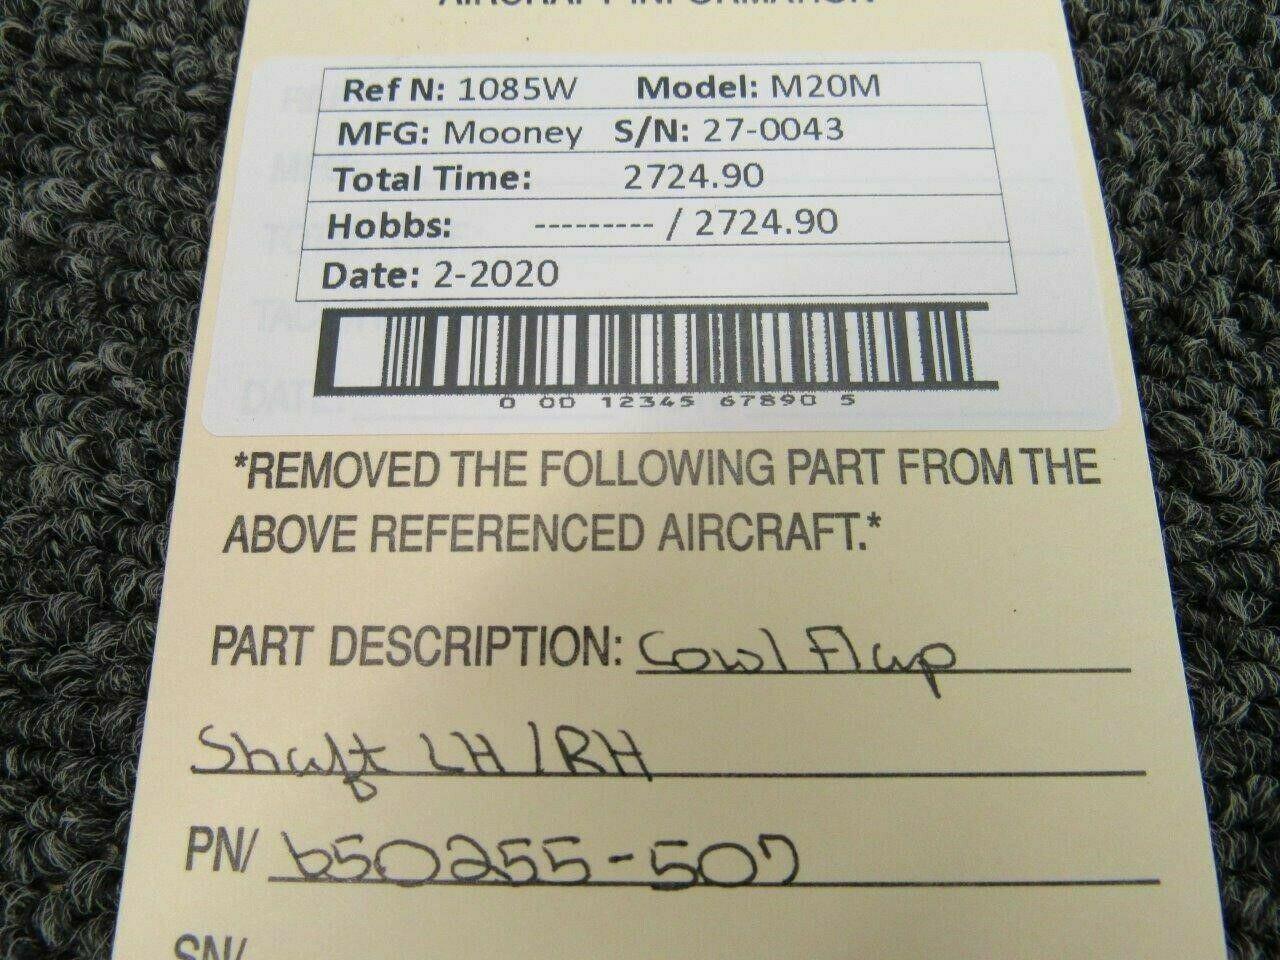 AIRCRAFT INFORMATION
Ref N: 1085W Model: M20M
MFG: Mooney S/N: 27-0043
Total Time: 2724.90
Hobbs: --------- / 2724.90
Date: 2-2020
0 00 12345 67890 5
*REMOVED THE FOLLOWING PART FROM THE
ABOVE REFERENCED AIRCRAFT.*
PART DESCRIPTION: Cowl Flap
Shaft LH/RH
PN/ 650255-507
SN/